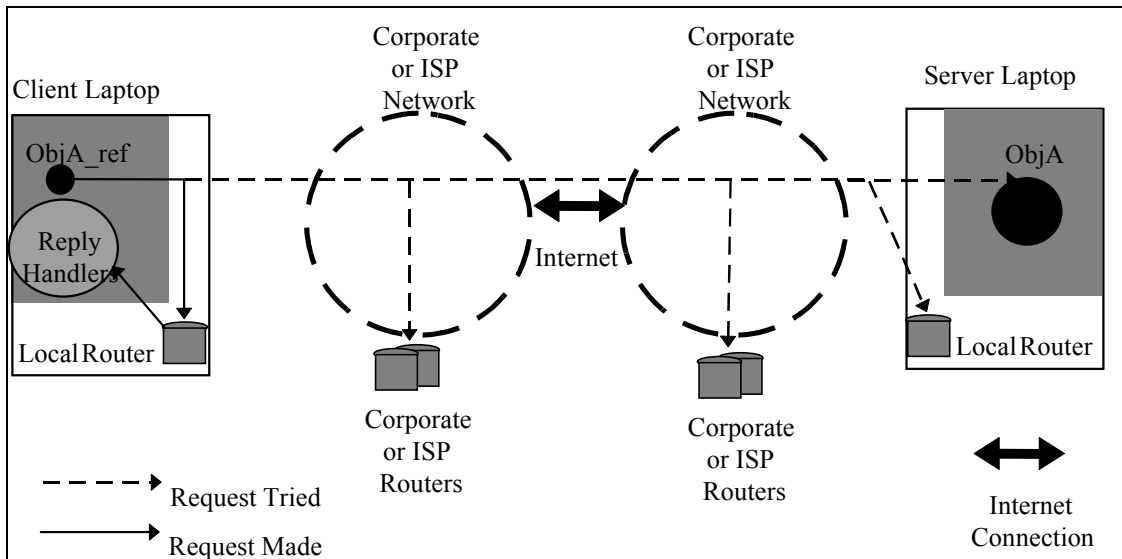 Corporate
or ISP
Network
Corporate
or ISP
Network
Client Laptop
Server Laptop
ObjA_ref
ObjA
Reply
Handlers
Internet
Local Router
Local Router
Corporate
or ISP
Routers
Corporate
or ISP
Routers
Request Tried
Request Made
Internet
Connection